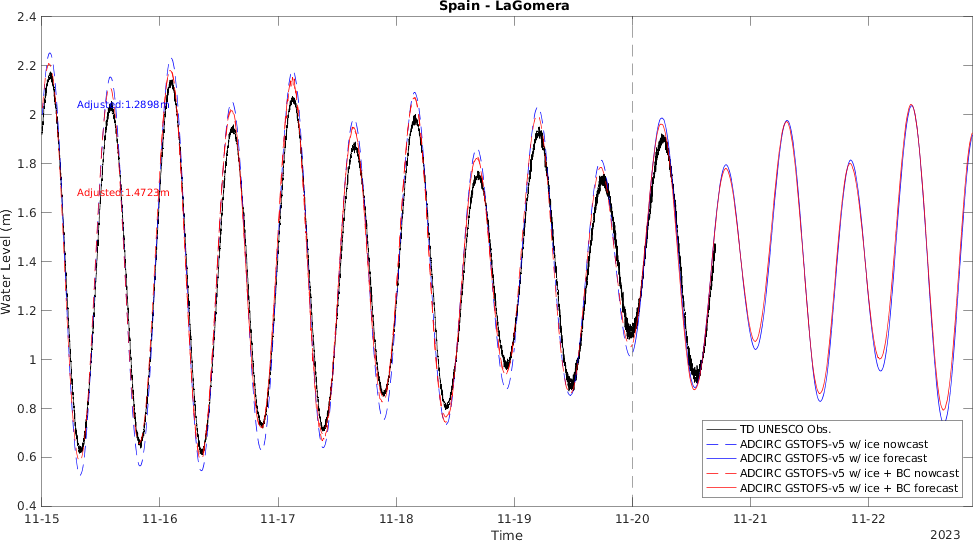 Spain - LaGomera
2.4
2.2
2
1.8
1.6
1.4
1.2
1
0.8
0.6
0.4
Water Level (m)
Adjusted:1.2898m
Adjusted:1.4723m
TD UNESCO Obs.
ADCIRC GSTOFS-v5 w/ ice nowcast
ADCIRC GSTOFS-v5 w/ ice forecast
ADCIRC GSTOFS-v5 w/ ice + BC nowcast
ADCIRC GSTOFS-v5 w/ ice + BC forecast
11-15 11-16 11-17 11-18 11-19 11-20 11-21 11-22
Time
2023